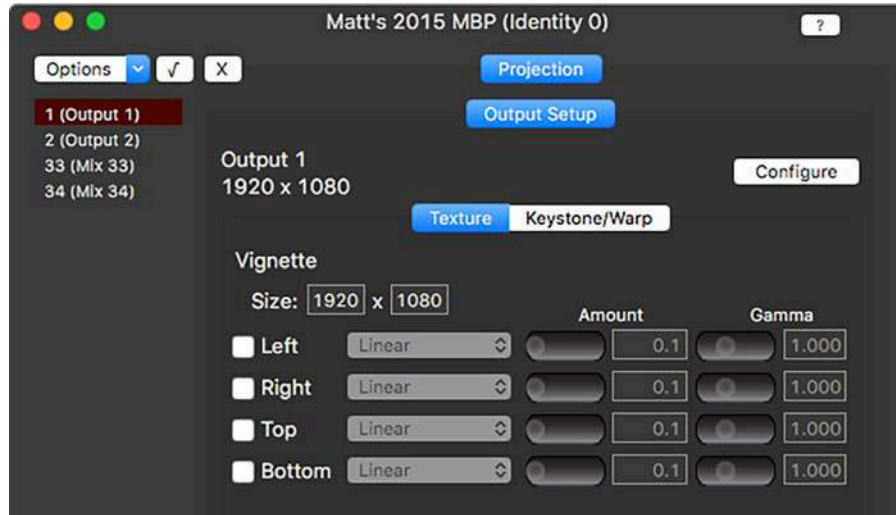 Matt's 2015 MBP (Identity 0)
?
Options
√
X
Projection
1 (Output 1)
2 (Output 2)
33 (Mix 33)
34 (Mix 34)
Output Setup
Output 1
1920 x 1080
Configure
Texture
Keystone/Warp
Vignette
Size: 1920 x 1080
Amount Gamma
Left Linear 0.1 1.000
Right Linear 0.1 1.000
Top Linear 0.1 1.000
Bottom Linear 0.1 1.000